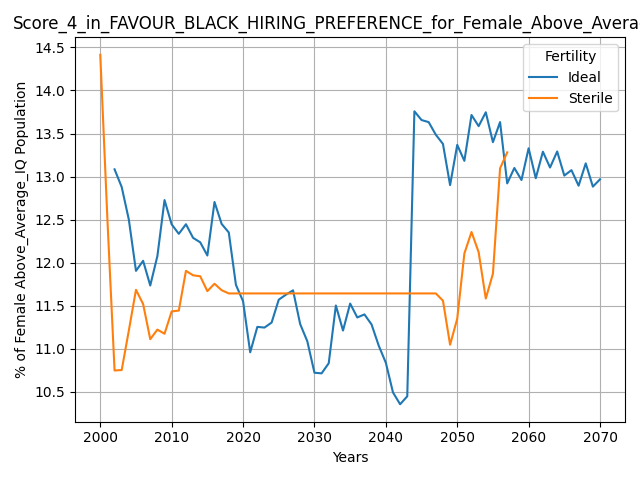 Score_4_in_FAVOUR_BLACK_HIRING_PREFERENCE_for_Female_Above_Avera
Fertility
Ideal
Sterile
% of Female Above_Average_IQ Population
14.5
14.0
13.5
13.0
12.5
12.0
11.5
11.0
10.5
2000 2010 2020 2030 2040 2050 2060 2070
Years